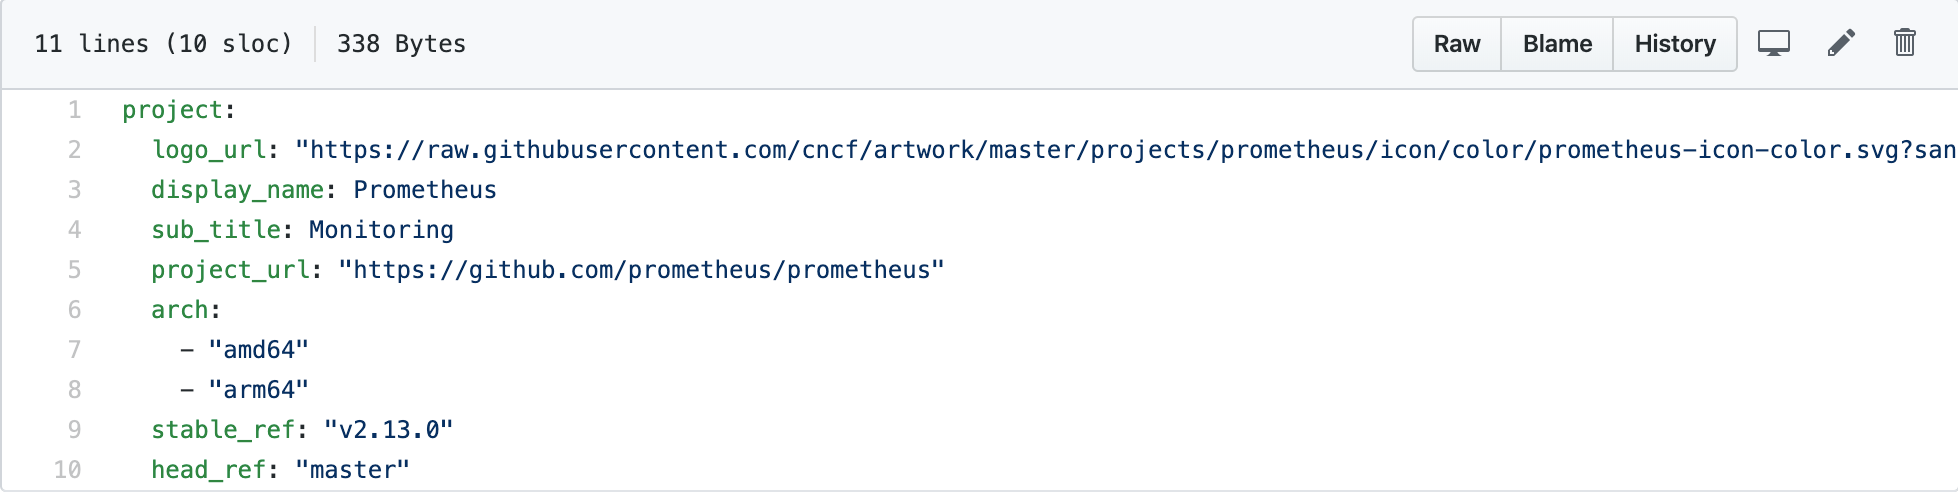 11 lines (10 sloc) 338 Bytes Raw Blame History
1 project:
2   logo_url: "https://raw.githubusercontent.com/cncf/artwork/master/projects/prometheus/icon/color/prometheus-icon-color.svg?san
3   display_name: Prometheus
4   sub_title: Monitoring
5   project_url: "https://github.com/prometheus/prometheus"
6   arch:
7     - "amd64"
8     - "arm64"
9   stable_ref: "v2.13.0"
10   head_ref: "master"